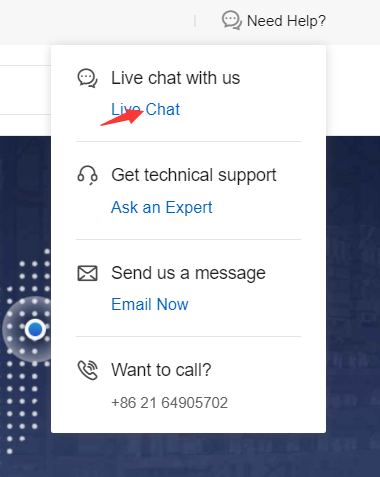 Need Help?
Live chat with us
Live Chat
Get technical support
Ask an Expert
Send us a message
Email Now
Want to call?
+86 21 64905702